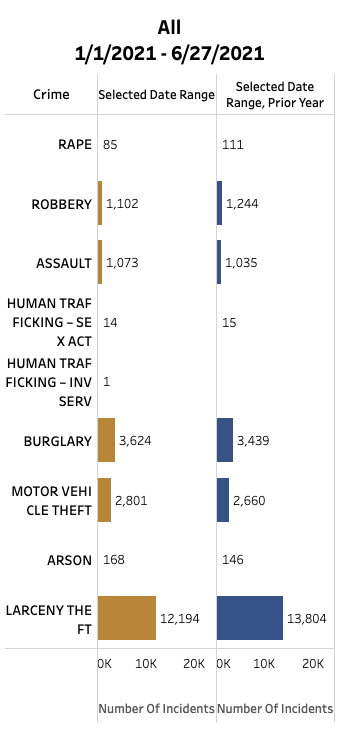 All
1/1/2021 - 6/27/2021
Crime
Selected Date Range
Selected Date
Range, Prior Year
RAPE
85
111
ROBBERY
1,102
1,244
ASSAULT
1,073
1,035
HUMAN TRAF
FICKING – SE
X ACT
14
15
HUMAN TRAF
FICKING – INV
SERV
1
BURGLARY
3,624
3,439
MOTOR VEHI
CLE THEFT
2,801
2,660
ARSON
168
146
LARCENY THE
FT
12,194
13,804
0K 10K 20K
0K 10K 20K
Number Of Incidents
Number Of Incidents